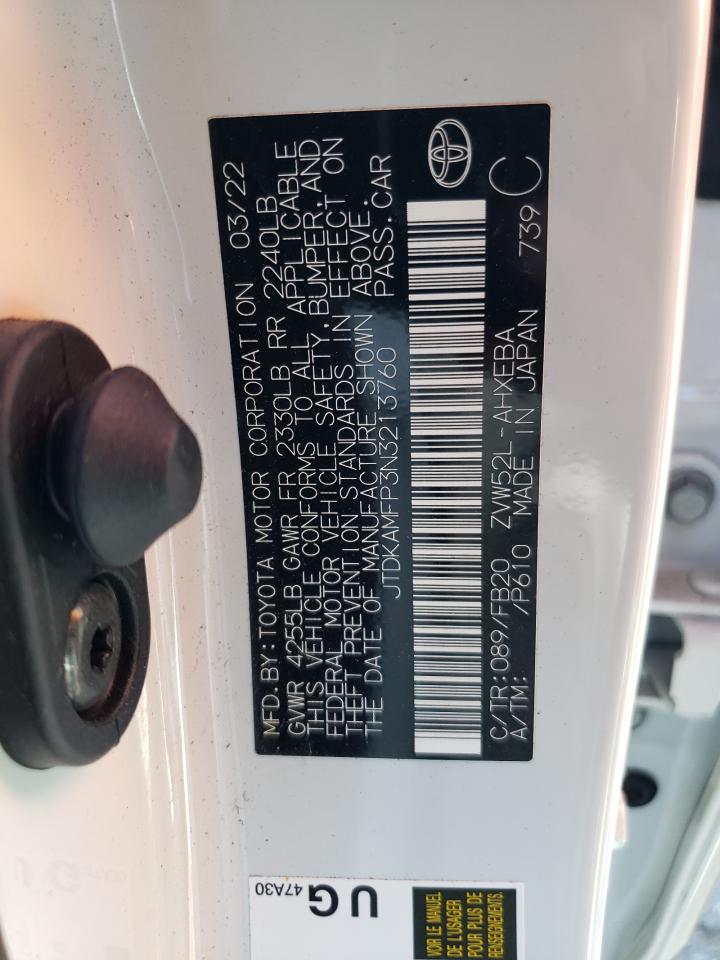 MFD. BY: TOYOTA MOTOR CORPORATION 03/22
GVWR 4255LB GAWR FR 2330LB RR 2240LB
THIS VEHICLE CONFORMS TO ALL APPLICABLE
FEDERAL MOTOR VEHICLE SAFETY, BUMPER, AND
THEFT PREVENTION STANDARDS IN EFFECT ON
THE DATE OF MANUFACTURE SHOWN ABOVE.
JTDKAMFP3N3213760 PASS. CAR
C/TR: 089/FB20 ZVW52L-AHXEBA
A/TM: /P610 MADE IN JAPAN 739 C
UG
47A30
VOIR LE MANUEL
DE L'USAGER
POUR PLUS DE
RENSEIGNEMENTS.